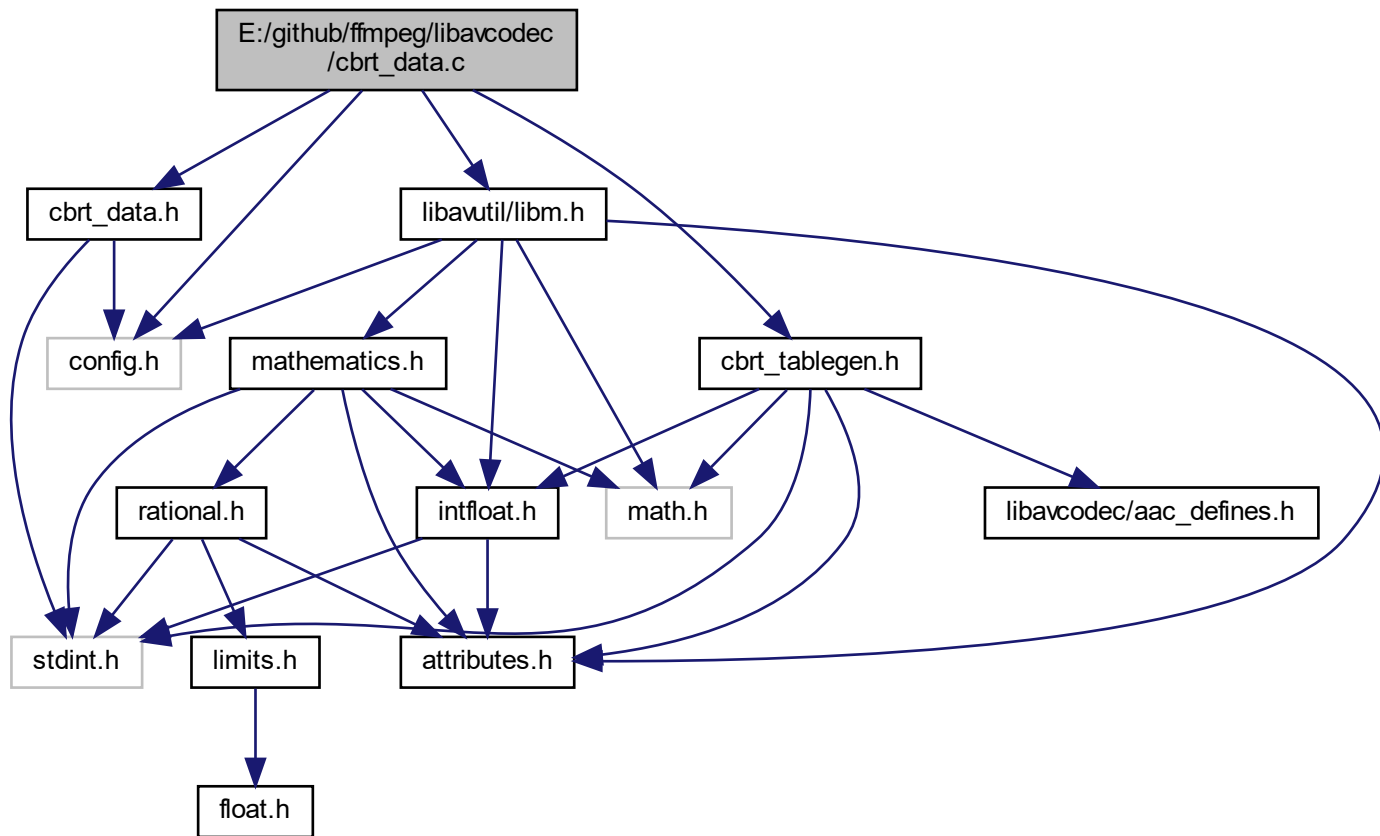 E:/github/ffmpeg/libavcodec
/cbrt_data.c
cbrt_data.h
libavutil/libm.h
config.h
mathematics.h
cbrt_tablegen.h
rational.h
intfloat.h
math.h
libavcodec/aac_defines.h
stdint.h
limits.h
attributes.h
float.h